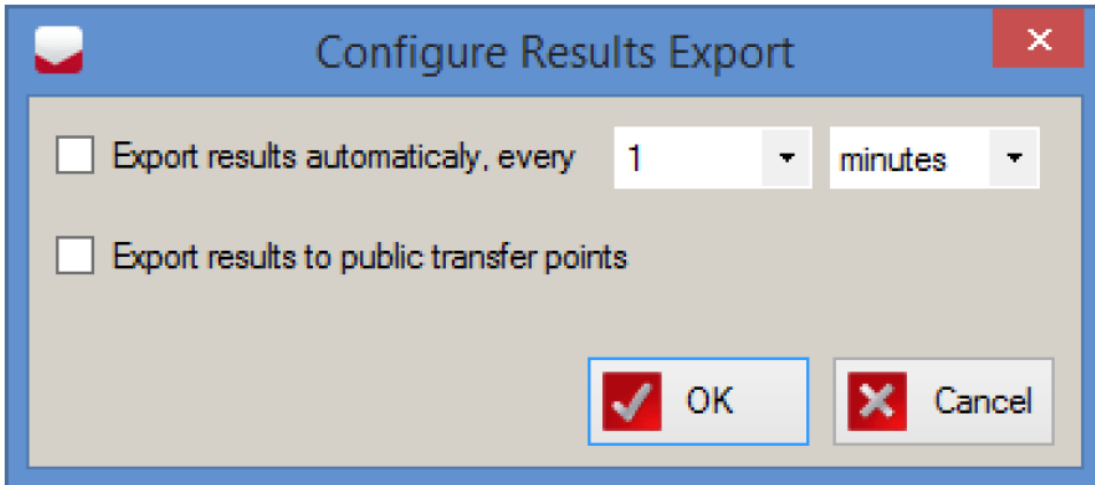 Configure Results Export
Export results automaticaly, every 1 minutes
Export results to public transfer points
OK Cancel